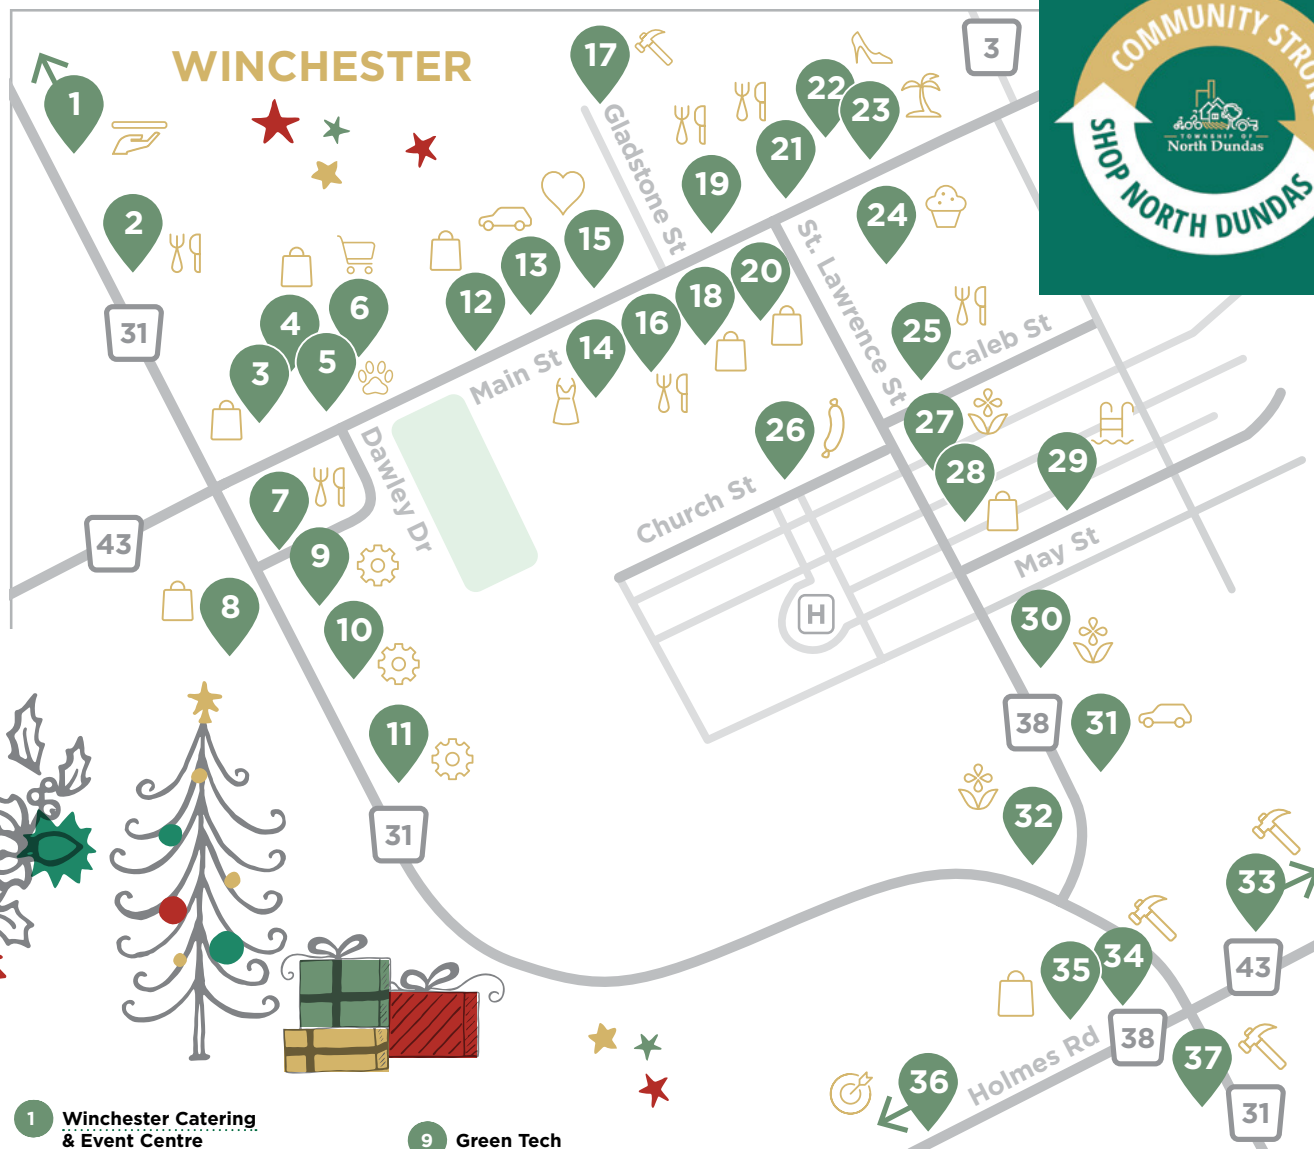 WINCHESTER
COMMUNITY STRON
SHOP NORTH DUNDAS
TOWNSHIP OF
North Dundas
1
2
31
3
4
5
6
7
8
9
10
11
12
13
14
15
16
17
18
19
20
21
22
23
24
25
26
27
28
29
30
31
32
33
34
35
36
37
3
43
31
38
43
38
31
H
Gladstone St
Main St
Dawley Dr
St. Lawrence St
Caleb St
Church St
May St
Holmes Rd
1 Winchester Catering
& Event Centre
9 Green Tech